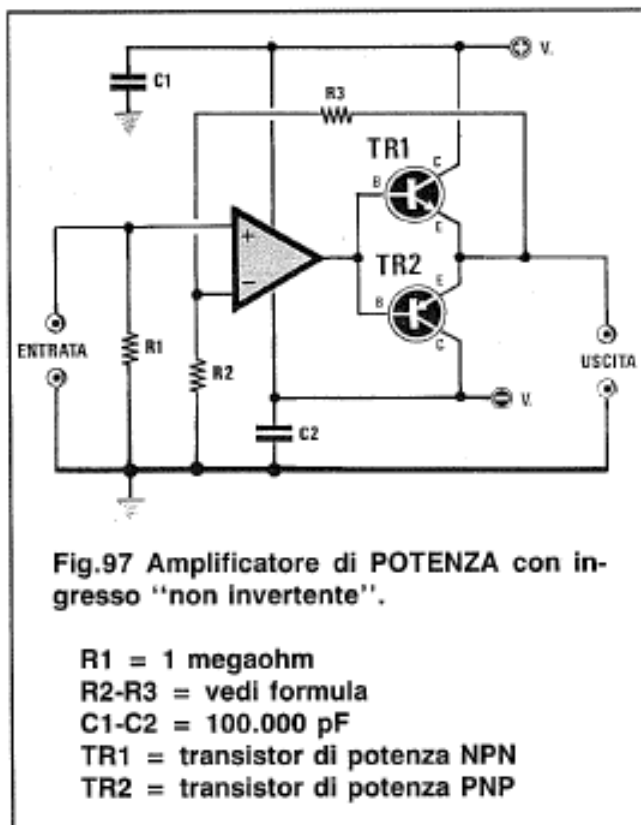 V.
C1
R3
TR1
C
B
E
TR2
E
B
C
+
−
ENTRATA
R1
R2
USCITA
V.
C2
Fig.97 Amplificatore di POTENZA con in-
gresso "non invertente".
R1 = 1 megaohm
R2-R3 = vedi formula
C1-C2 = 100.000 pF
TR1 = transistor di potenza NPN
TR2 = transistor di potenza PNP